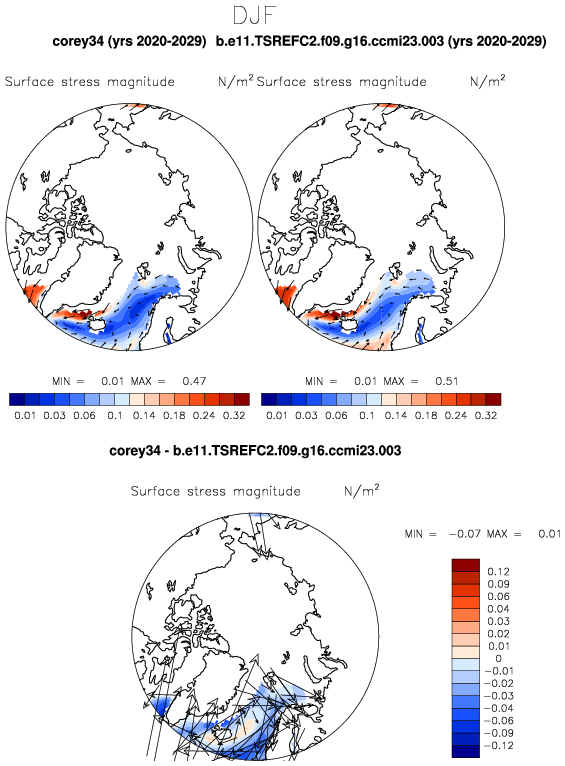 DJF
corey34 (yrs 2020-2029) b.e11.TSREFC2.f09.g16.ccmi23.003 (yrs 2020-2029)
Surface stress magnitude N/m² Surface stress magnitude N/m²
MIN = 0.01 MAX = 0.47 MIN = 0.01 MAX = 0.51
0.01 0.03 0.06 0.1 0.14 0.18 0.24 0.32 0.01 0.03 0.06 0.1 0.14 0.18 0.24 0.32
corey34 - b.e11.TSREFC2.f09.g16.ccmi23.003
Surface stress magnitude N/m²
MIN = −0.07 MAX = 0.01
0.12
0.09
0.06
0.04
0.03
0.02
0.01
0
−0.01
−0.02
−0.03
−0.04
−0.06
−0.09
−0.12